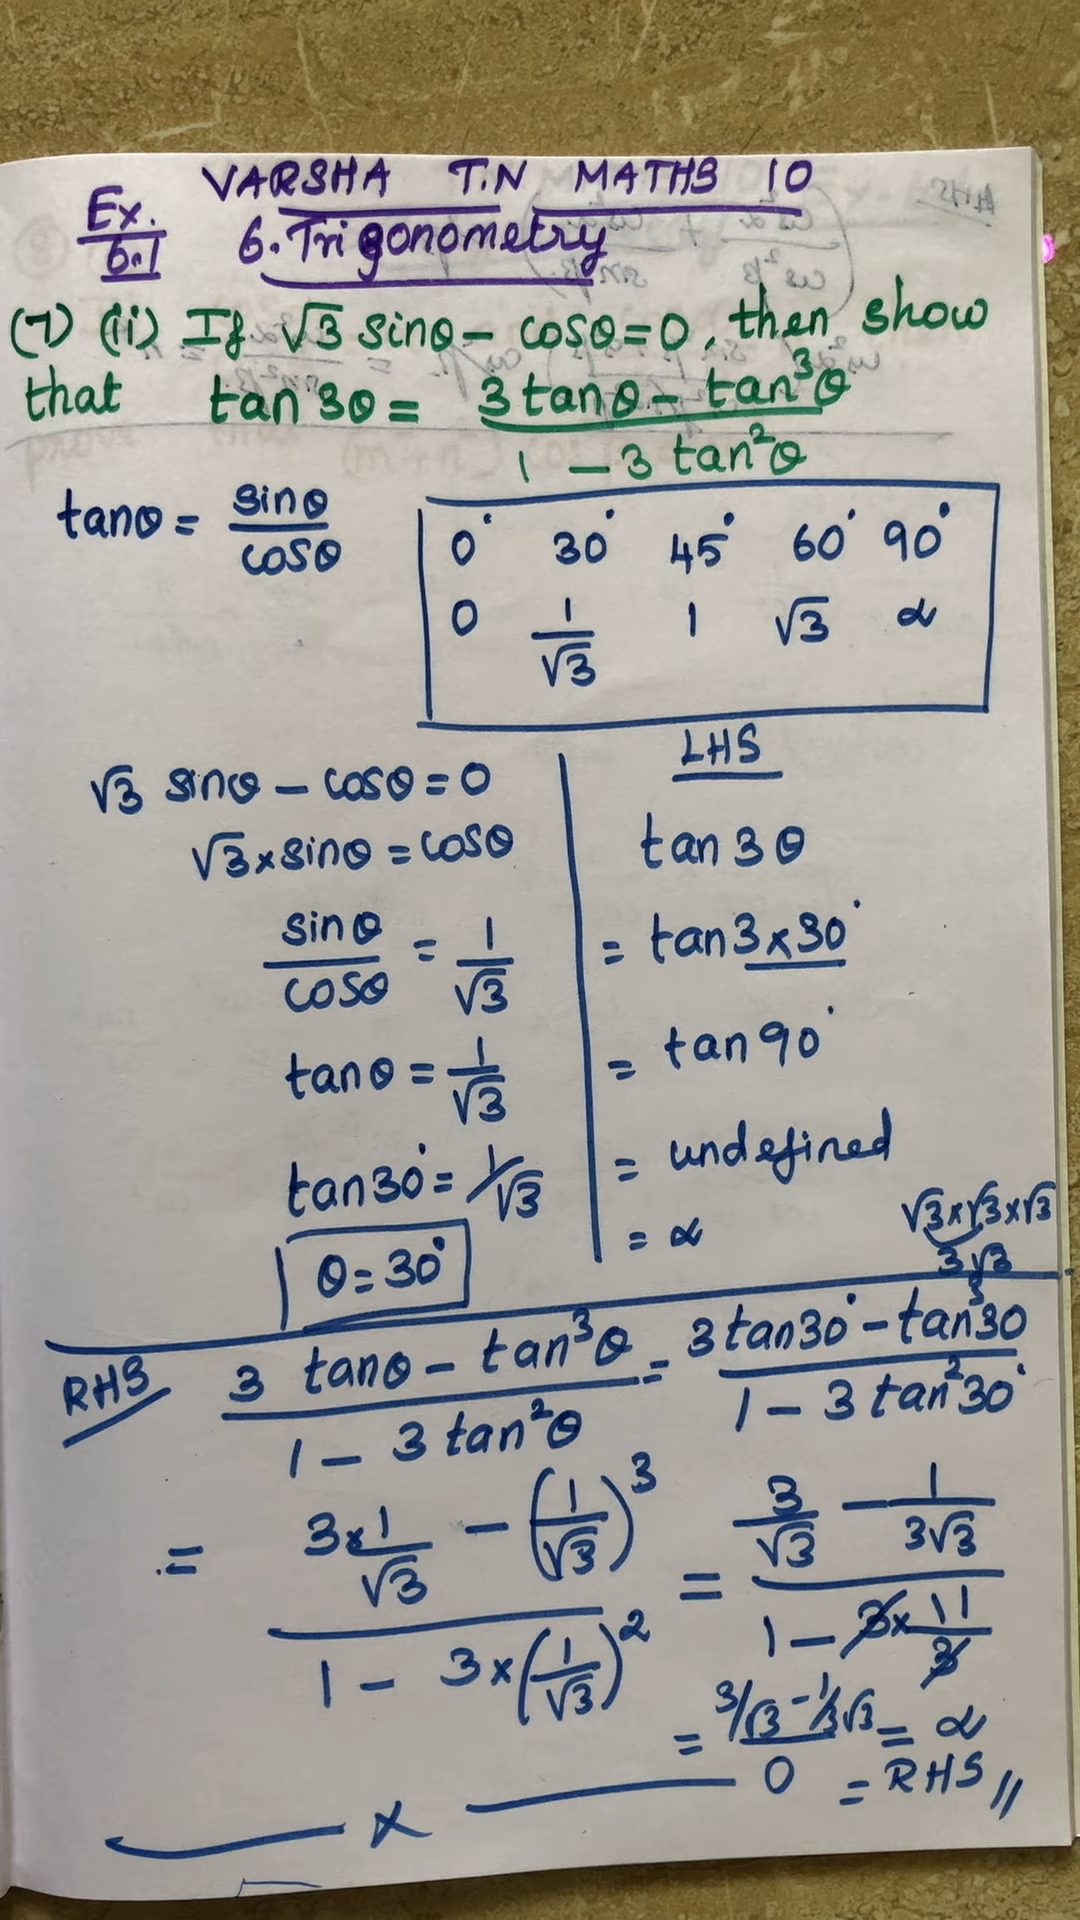 VARSHA T.N MATHS 10
Ex. 6.1
6. Trigonometry
(7) (ii) If √3 sinθ - cosθ = 0, then show
that tan 3θ = (3 tanθ - tan³θ) / (1 - 3 tan²θ)
tanθ = sinθ / cosθ
0° 30° 45° 60° 90°
0 1/√3 1 √3 α
√3 sinθ - cosθ = 0
√3 × sinθ = cosθ
sinθ / cosθ = 1/√3
tanθ = 1/√3
tan30° = 1/√3
θ = 30°
LHS
tan 3θ
= tan 3×30°
= tan 90°
= undefined
= α
√3×√3×√3
3√3
RHS (3 tanθ - tan³θ) / (1 - 3 tan²θ) = (3 tan30° - tan³30) / (1 - 3 tan²30°)
= (3×1/√3 - (1/√3)³) / (1 - 3×(1/√3)²) = (3/√3 - 1/3√3) / (1 - 3×11/3)
= (3/√3 - 1/3√3) / 0 = α
= RHS //
x